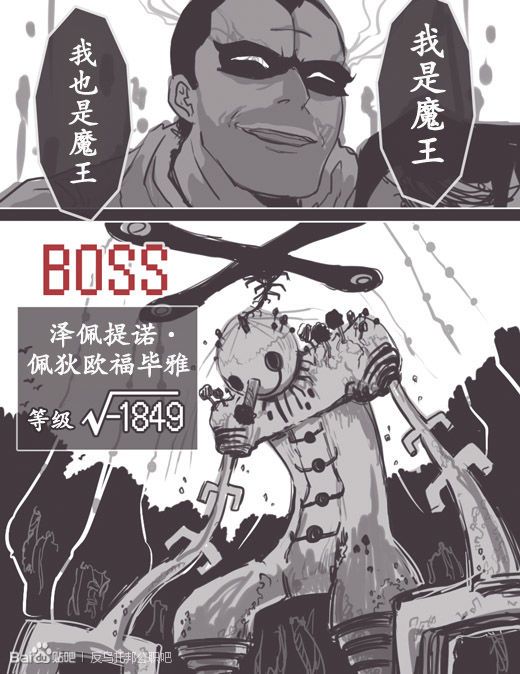 我是魔王
我也是魔王
BOSS
泽佩提诺·
佩狄欧福毕雅
等级 √-1849
Baidu贴吧 | 反乌托邦公职吧